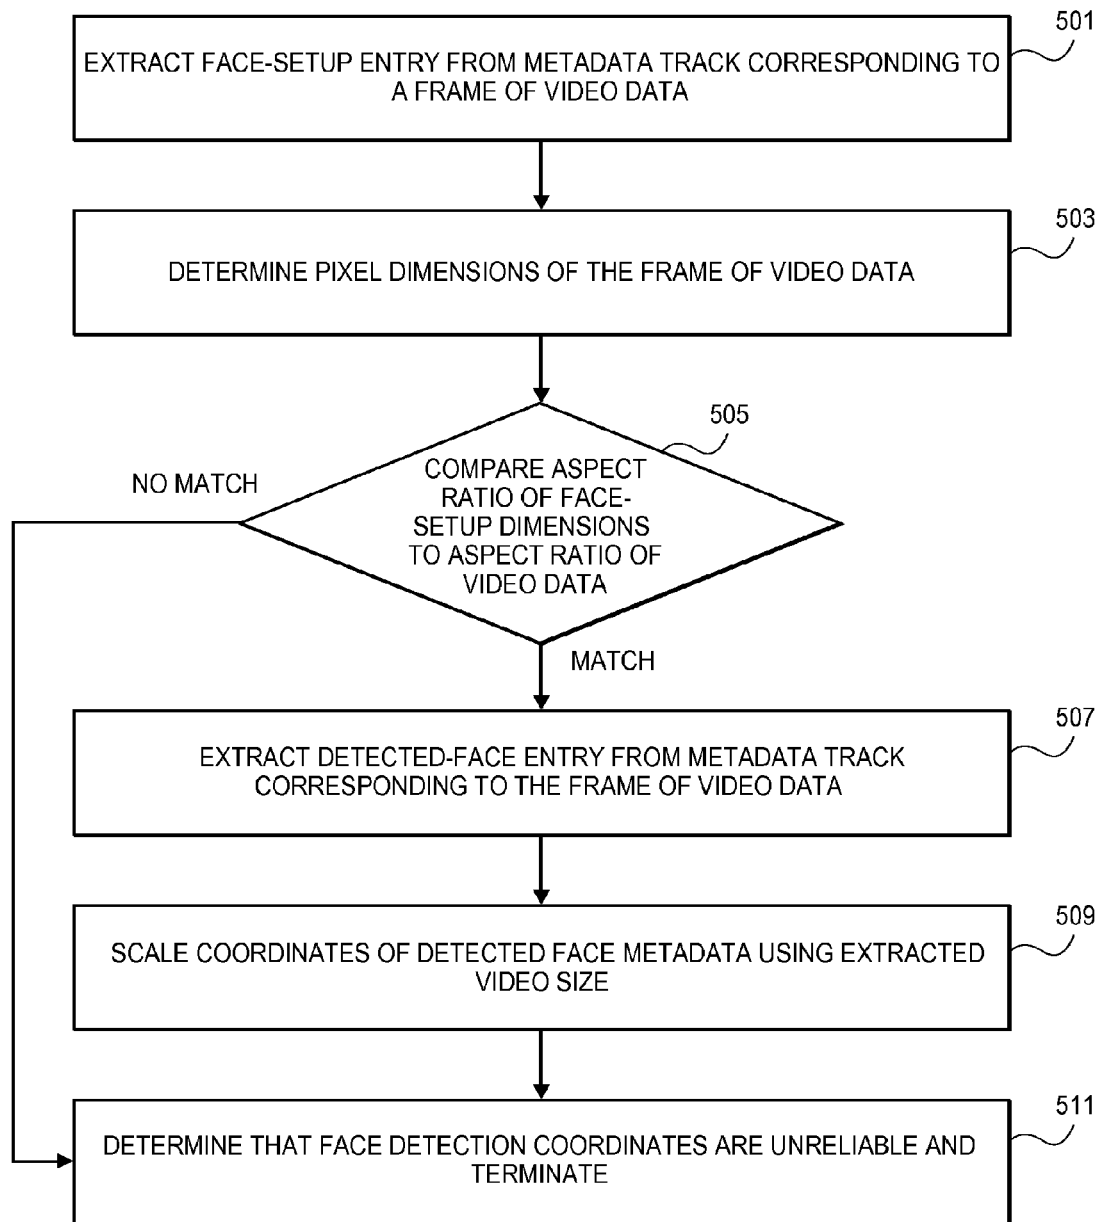 501
EXTRACT FACE-SETUP ENTRY FROM METADATA TRACK CORRESPONDING TO
A FRAME OF VIDEO DATA
503
DETERMINE PIXEL DIMENSIONS OF THE FRAME OF VIDEO DATA
505
COMPARE ASPECT
RATIO OF FACE-
SETUP DIMENSIONS
TO ASPECT RATIO OF
VIDEO DATA
NO MATCH
MATCH
507
EXTRACT DETECTED-FACE ENTRY FROM METADATA TRACK
CORRESPONDING TO THE FRAME OF VIDEO DATA
509
SCALE COORDINATES OF DETECTED FACE METADATA USING EXTRACTED
VIDEO SIZE
511
DETERMINE THAT FACE DETECTION COORDINATES ARE UNRELIABLE AND
TERMINATE